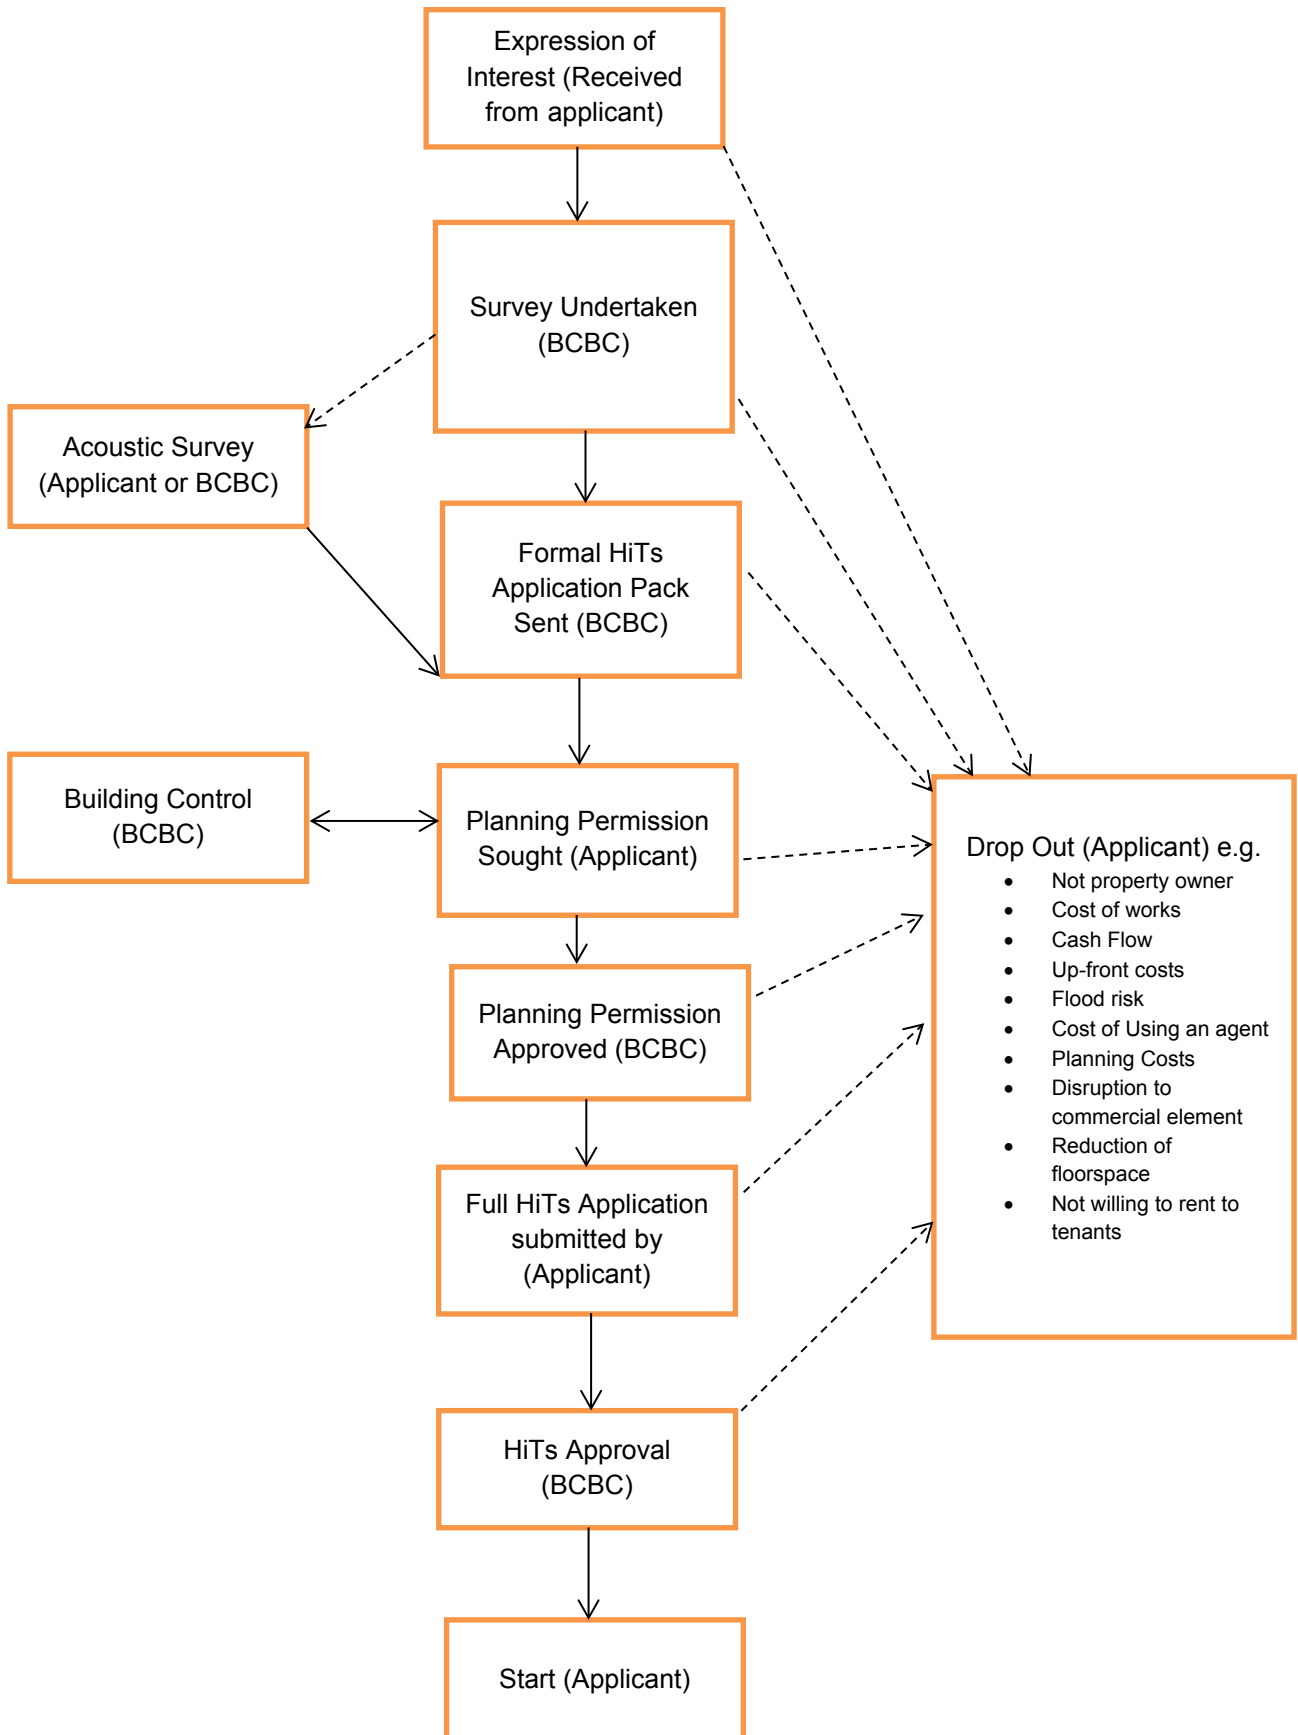 Expression of
Interest (Received
from applicant)
Survey Undertaken
(BCBC)
Acoustic Survey
(Applicant or BCBC)
Formal HiTs
Application Pack
Sent (BCBC)
Building Control
(BCBC)
Planning Permission
Sought (Applicant)
Planning Permission
Approved (BCBC)
Full HiTs Application
submitted by
(Applicant)
HiTs Approval
(BCBC)
Start (Applicant)
Drop Out (Applicant) e.g.
• Not property owner
• Cost of works
• Cash Flow
• Up-front costs
• Flood risk
• Cost of Using an agent
• Planning Costs
• Disruption to
commercial element
• Reduction of
floorspace
• Not willing to rent to
tenants